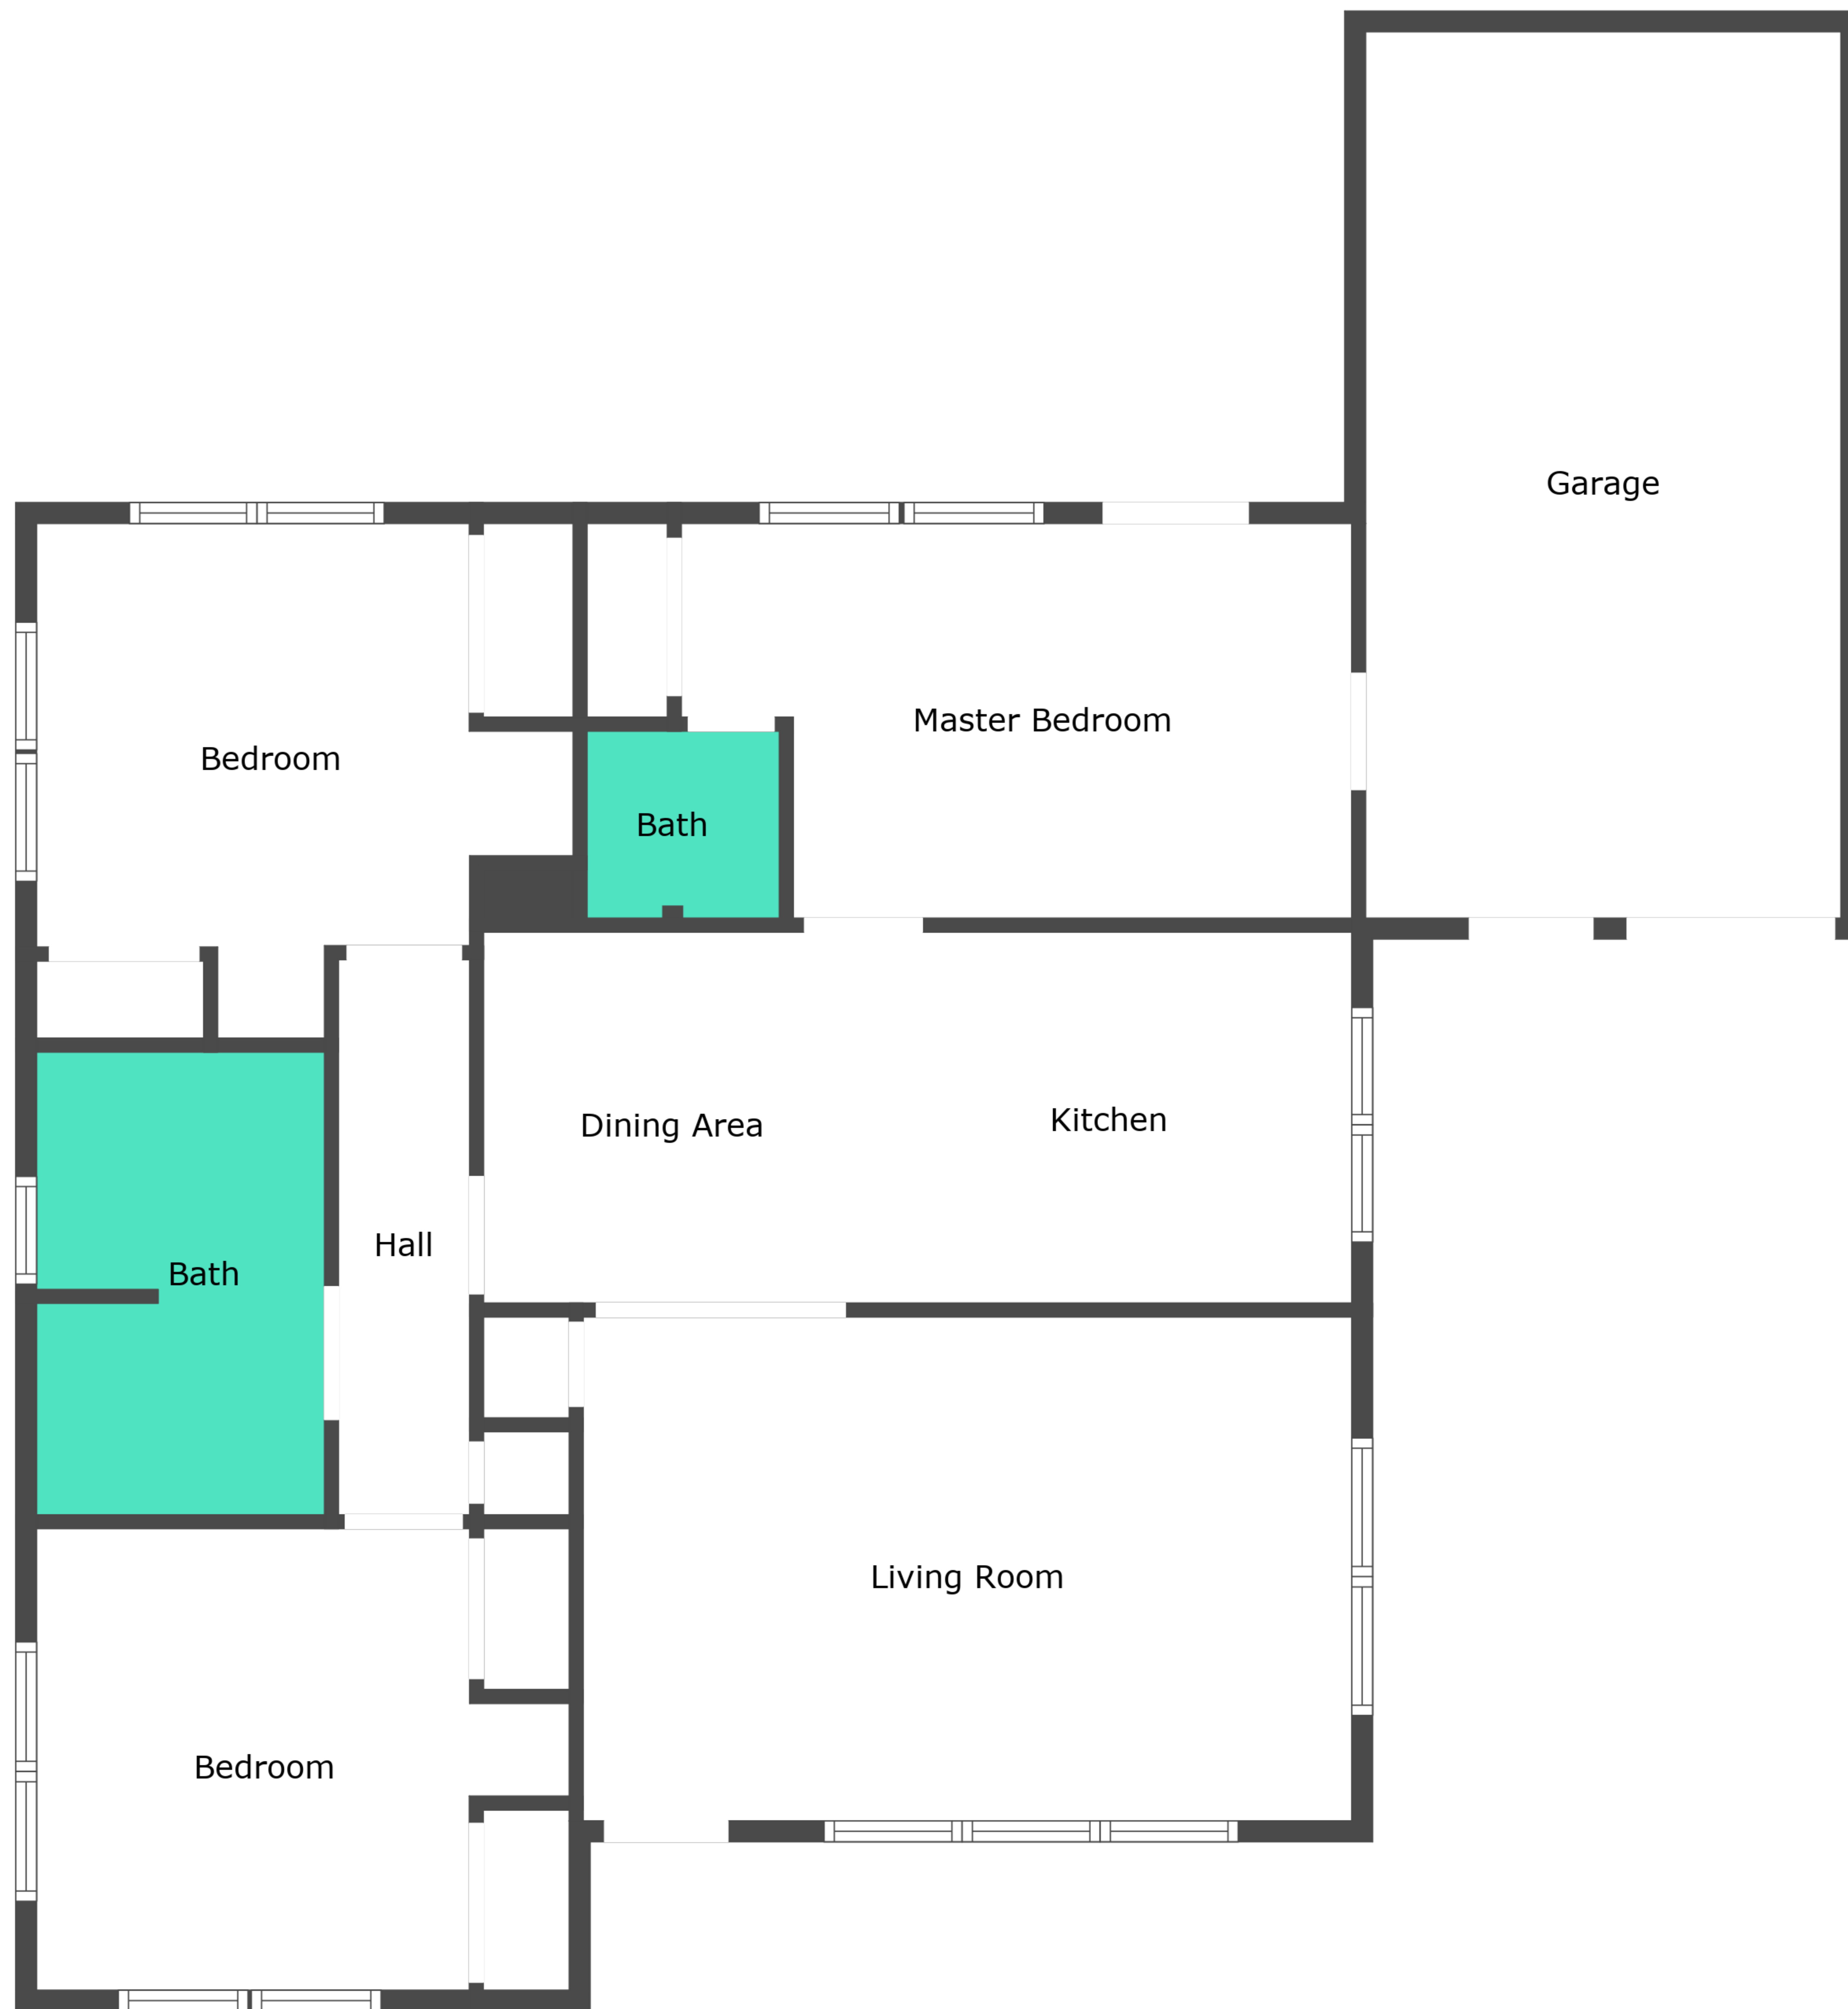 Garage
Master Bedroom
Bedroom
Bath
Dining Area
Kitchen
Hall
Bath
Living Room
Bedroom